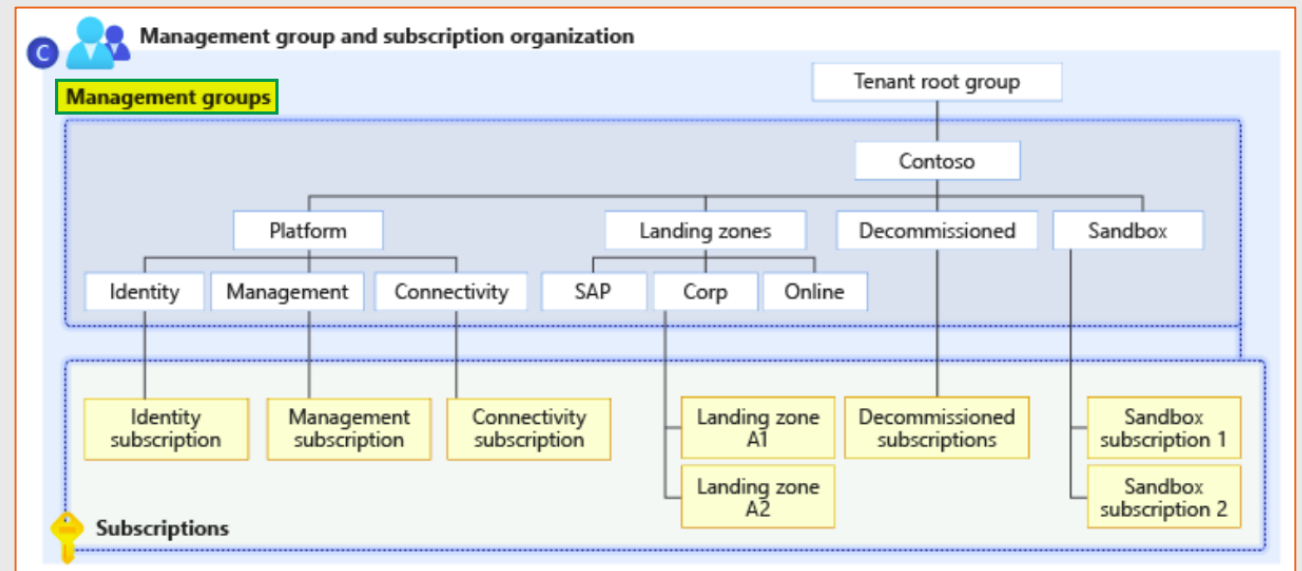 C
Management group and subscription organization
Management groups
Tenant root group
Contoso
Platform
Landing zones
Decommissioned
Sandbox
Identity
Management
Connectivity
SAP
Corp
Online
Identity
subscription
Management
subscription
Connectivity
subscription
Landing zone
A1
Decommissioned
subscriptions
Sandbox
subscription 1
Landing zone
A2
Sandbox
subscription 2
Subscriptions